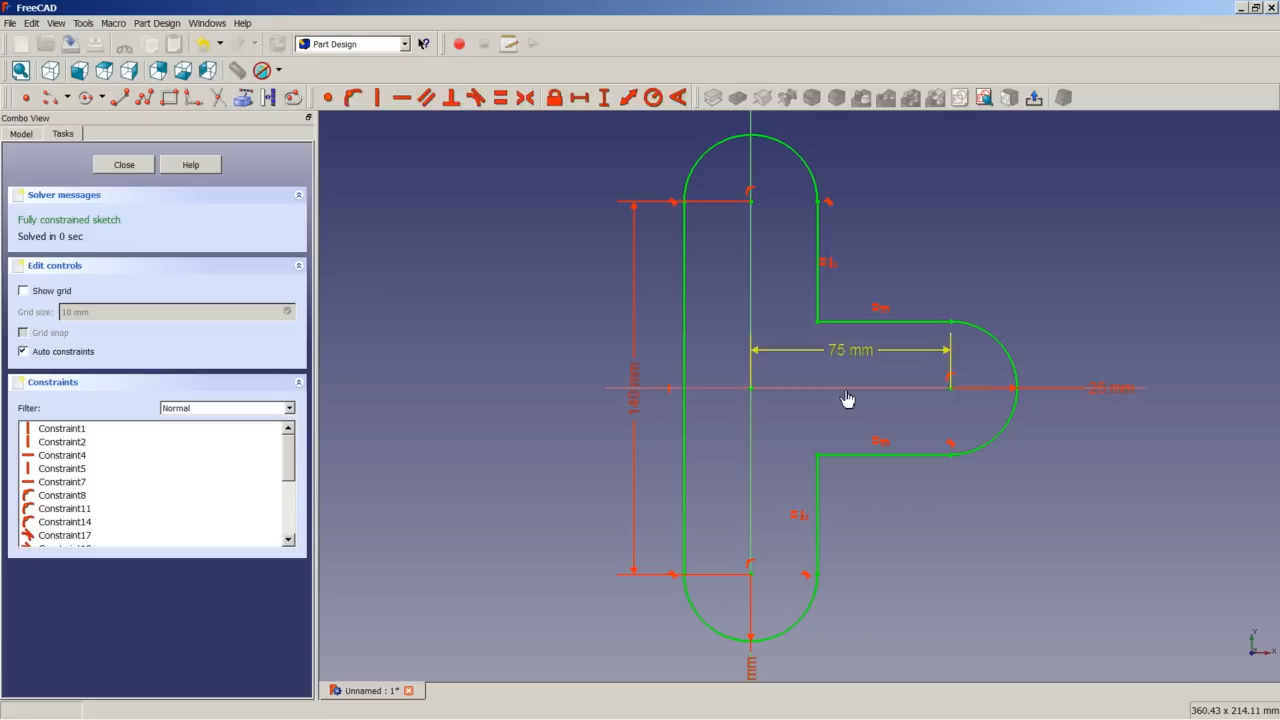 FreeCAD
File Edit View Tools Macro Part Design Windows Help
Part Design
Combo View
Model Tasks
Close Help
Solver messages
Fully constrained sketch
Solved in 0 sec
Edit controls
Show grid
Grid size: 10 mm
Grid snap
Auto constraints
Constraints
Filter: Normal
Constraint1
Constraint2
Constraint4
Constraint5
Constraint7
Constraint8
Constraint11
Constraint14
Constraint17
75 mm
140 mm
mm
Y
X
Unnamed : 1*
360.43 x 214.11 mm